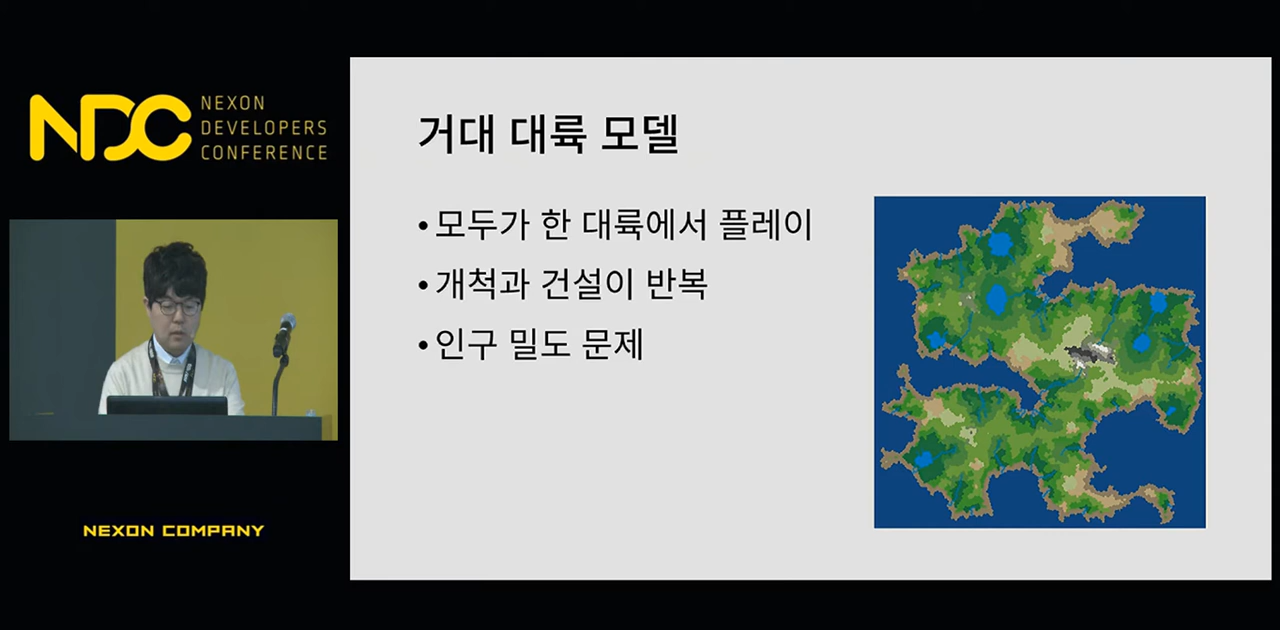 NDC
NEXON
DEVELOPERS
CONFERENCE
거대 대륙 모델
•모두가 한 대륙에서 플레이
•개척과 건설이 반복
•인구 밀도 문제
NEXON COMPANY